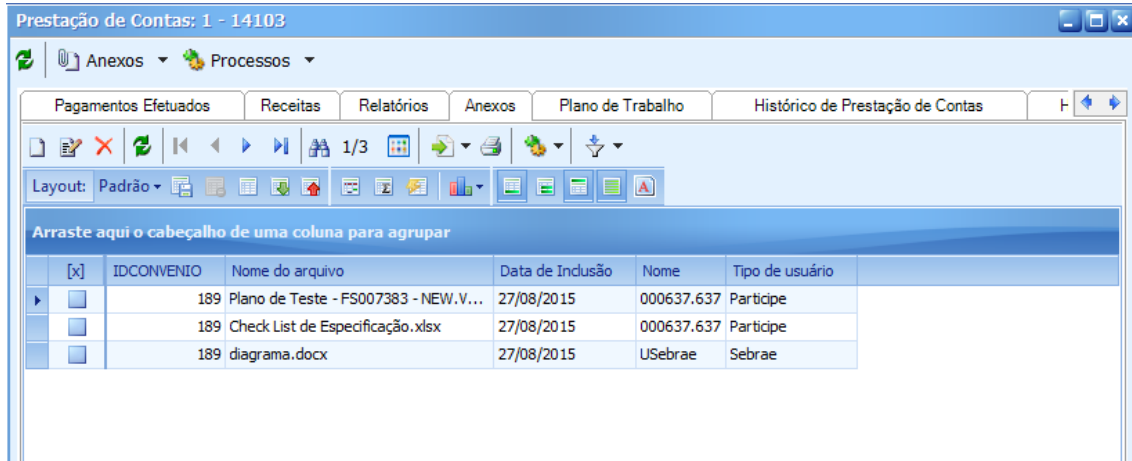 Prestação de Contas: 1 - 14103
Anexos Processos
Pagamentos Efetuados Receitas Relatórios Anexos Plano de Trabalho Histórico de Prestação de Contas
1/3
Layout: Padrão
Arraste aqui o cabeçalho de uma coluna para agrupar
[x] IDCONVENIO Nome do arquivo Data de Inclusão Nome Tipo de usuário
189 Plano de Teste - FS007383 - NEW.V... 27/08/2015 000637.637 Participe
189 Check List de Especificação.xlsx 27/08/2015 000637.637 Participe
189 diagrama.docx 27/08/2015 USebrae Sebrae